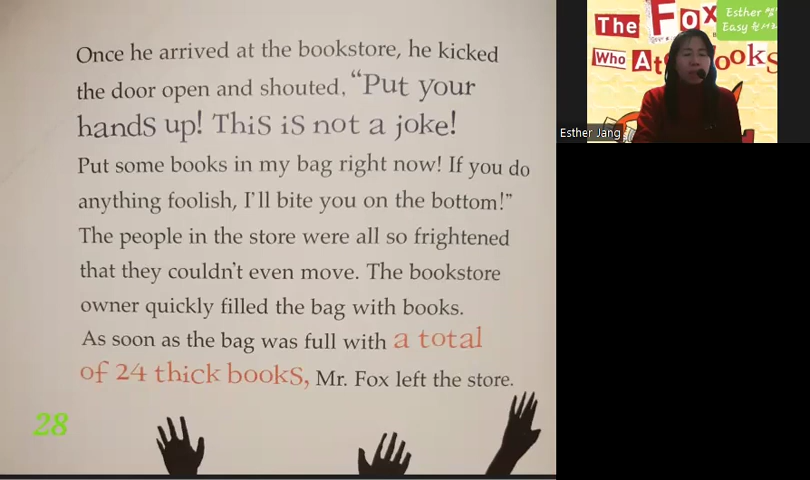 Once he arrived at the bookstore, he kicked
the door open and shouted, “Put your
hands up! This is not a joke!
Put some books in my bag right now! If you do
anything foolish, I'll bite you on the bottom!”
The people in the store were all so frightened
that they couldn't even move. The bookstore
owner quickly filled the bag with books.
As soon as the bag was full with a total
of 24 thick books, Mr. Fox left the store.
28
The Fox
Who At
ooks
Esther
Easy
Esther Jang